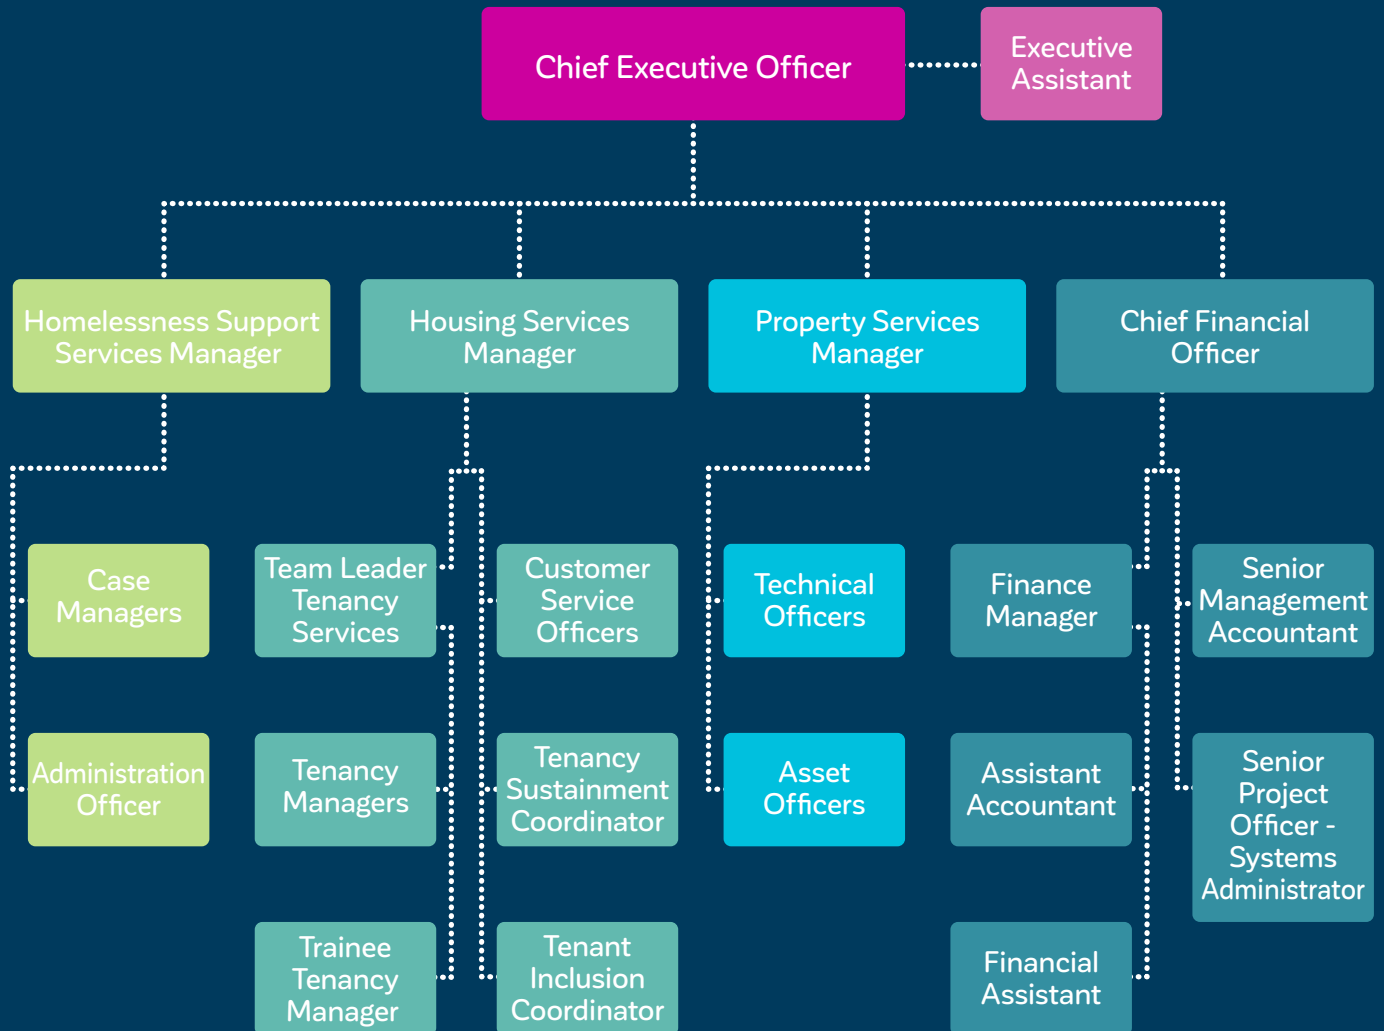 Chief Executive Officer
Executive
Assistant
Homelessness Support
Services Manager
Housing Services
Manager
Property Services
Manager
Chief Financial
Officer
Case
Managers
Team Leader
Tenancy
Services
Customer
Service
Officers
Technical
Officers
Finance
Manager
Senior
Management
Accountant
Administration
Officer
Tenancy
Managers
Tenancy
Sustainment
Coordinator
Asset
Officers
Assistant
Accountant
Senior
Project
Officer -
Systems
Administrator
Trainee
Tenancy
Manager
Tenant
Inclusion
Coordinator
Financial
Assistant